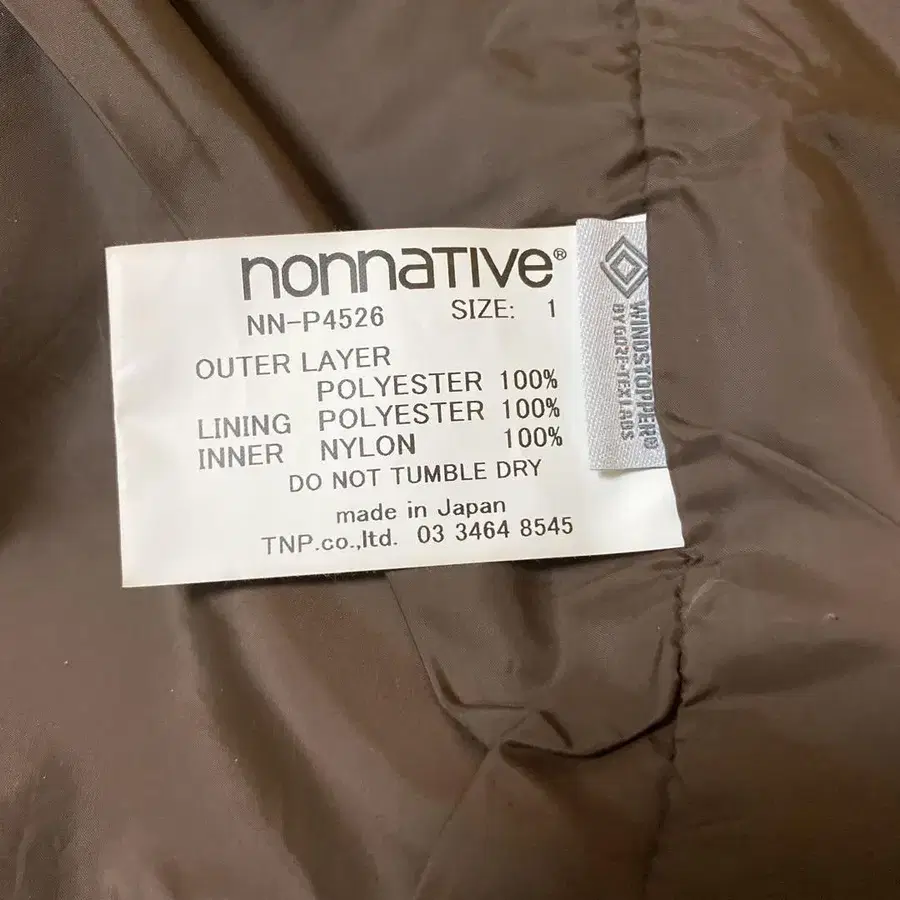 nonnative®
NN-P4526 SIZE: 1
OUTER LAYER
POLYESTER 100%
LINING POLYESTER 100%
INNER NYLON 100%
DO NOT TUMBLE DRY
made in Japan
TNP.co.,ltd. 03 3464 8545
WINDSTOPPER®
BY GORE-TEX LABS